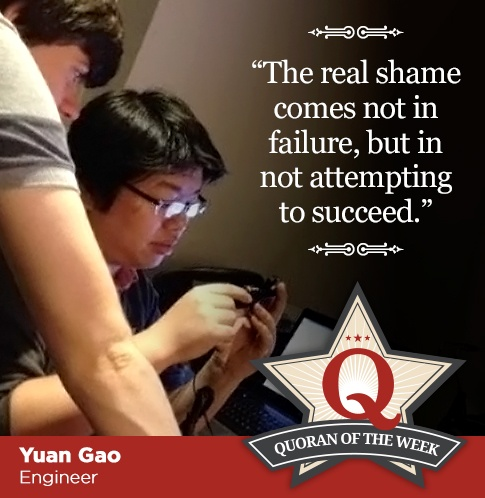 “The real shame
comes not in
failure, but in
not attempting
to succeed.”
Q
QUORAN OF THE WEEK
Yuan Gao
Engineer